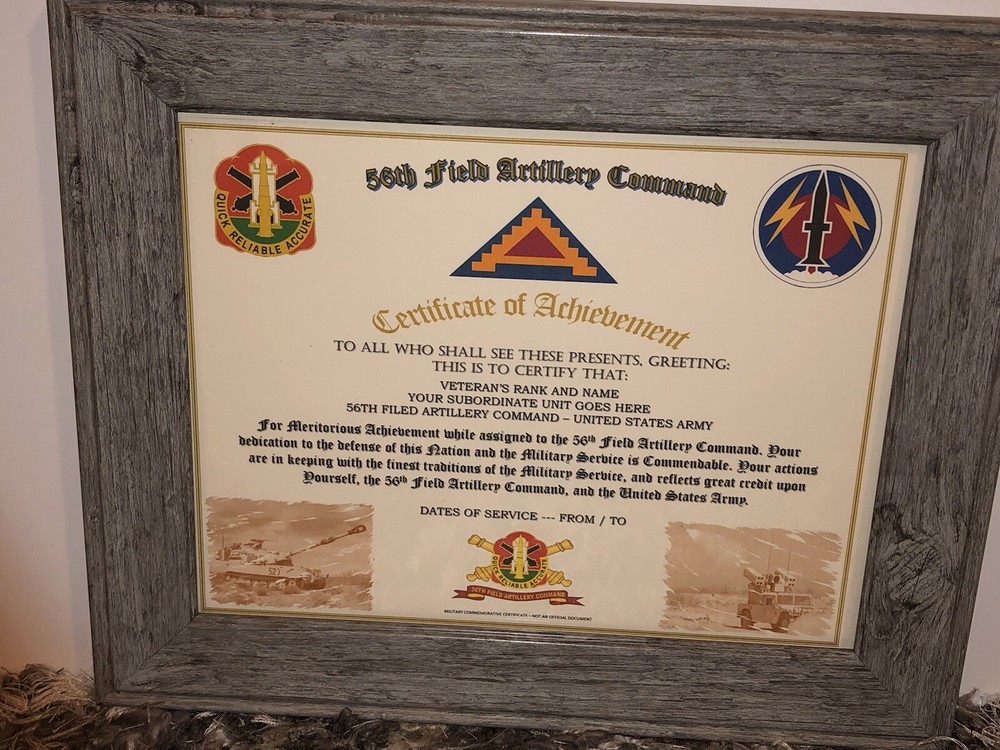 56th Field Artillery Command
QUICK RELIABLE ACCURATE
Certificate of Achievement
TO ALL WHO SHALL SEE THESE PRESENTS, GREETING:
THIS IS TO CERTIFY THAT:
VETERAN'S RANK AND NAME
YOUR SUBORDINATE UNIT GOES HERE
56TH FILED ARTILLERY COMMAND – UNITED STATES ARMY
For Meritorious Achievement while assigned to the 56th Field Artillery Command. Your
dedication to the defense of this Nation and the Military Service is Commendable. Your actions
are in keeping with the finest traditions of the Military Service, and reflects great credit upon
Yourself, the 56th Field Artillery Command, and the United States Army.
DATES OF SERVICE --- FROM / TO
523
QUICK RELIABLE ACCURATE
56TH FIELD ARTILLERY COMMAND
MILITARY COMMEMORATIVE CERTIFICATE – NOT AN OFFICIAL DOCUMENT